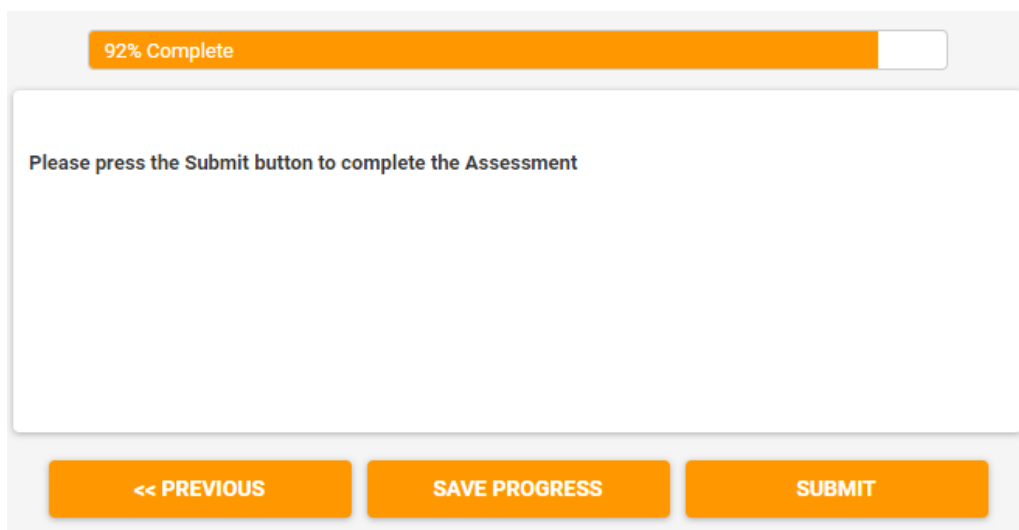 92% Complete
Please press the Submit button to complete the Assessment
<< PREVIOUS
SAVE PROGRESS
SUBMIT